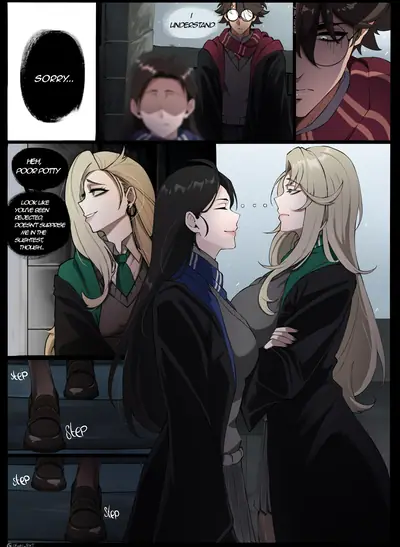 SORRY...
I
UNDERSTAND
HEH,
POOR POTTY
LOOK LIKE
YOU'VE BEEN
REJECTED,
DOESN'T SURPRISE
ME IN THE
SLIGHTEST,
THOUGH...
...
STEP
STEP
STEP
STEP